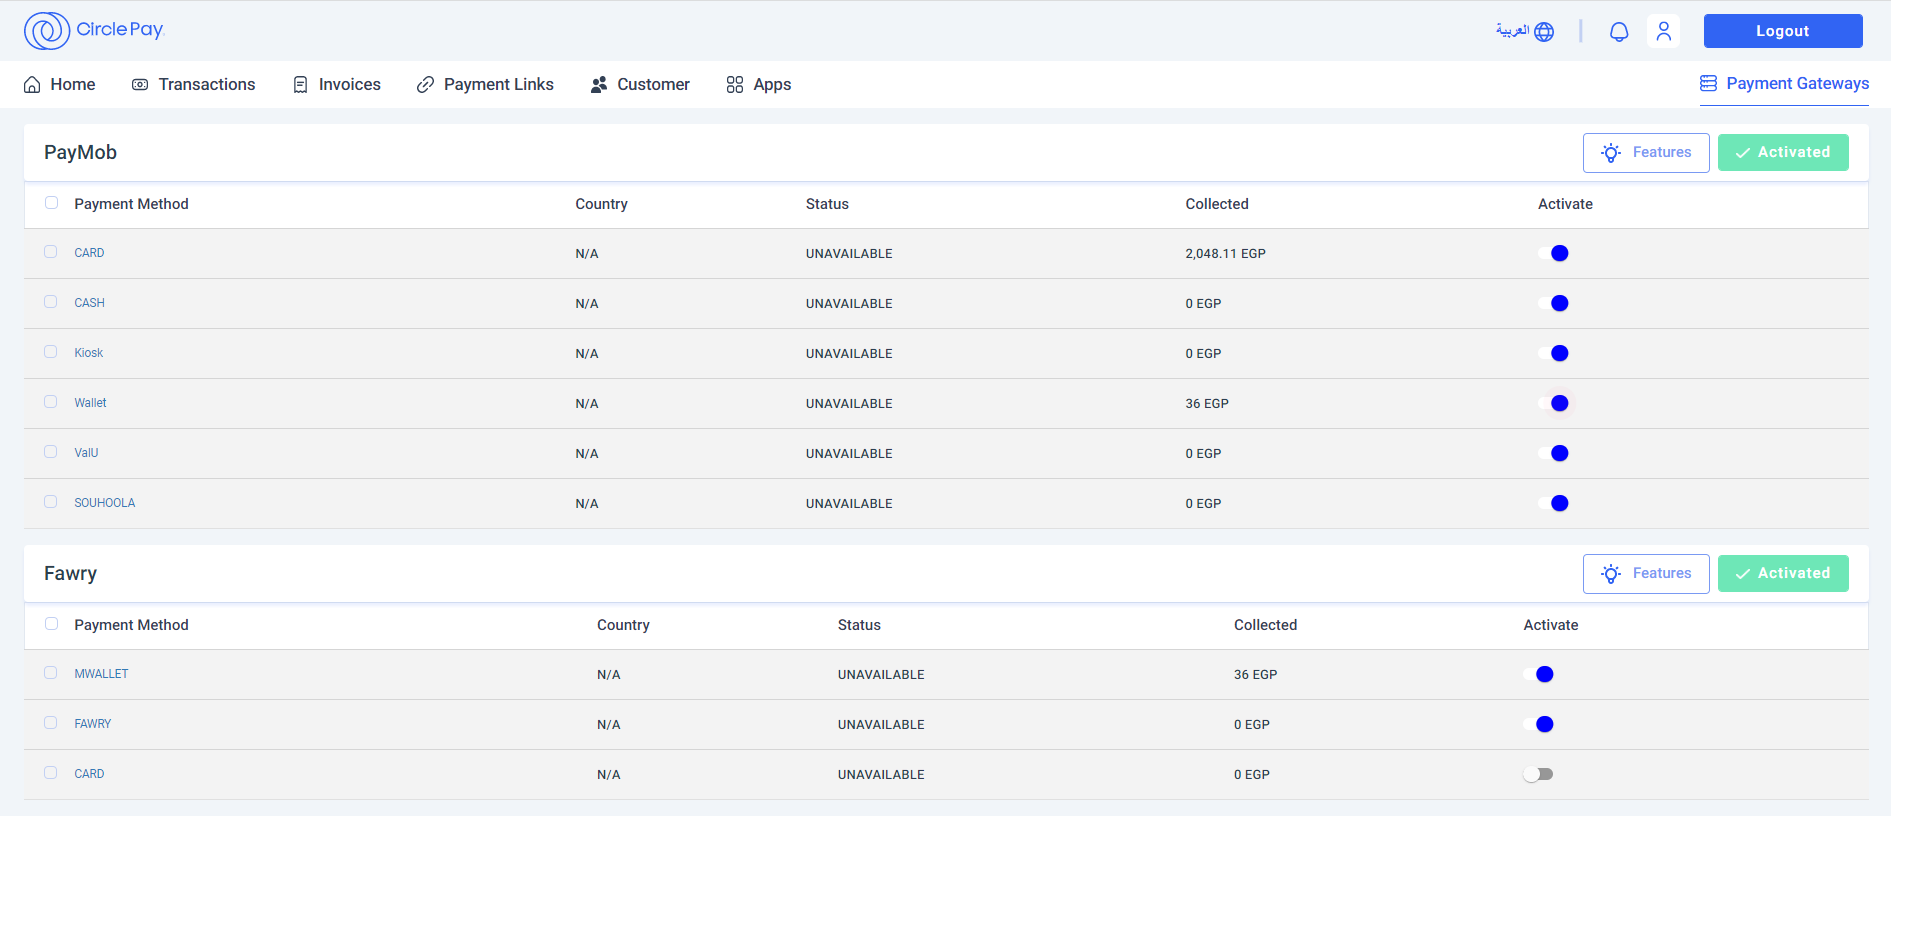 Circle Pay
العربية
Logout
Home Transactions Invoices Payment Links Customer Apps Payment Gateways
PayMob Features Activated
Payment Method Country Status Collected Activate
CARD N/A UNAVAILABLE 2,048.11 EGP
CASH N/A UNAVAILABLE 0 EGP
Kiosk N/A UNAVAILABLE 0 EGP
Wallet N/A UNAVAILABLE 36 EGP
ValU N/A UNAVAILABLE 0 EGP
SOUHOOLA N/A UNAVAILABLE 0 EGP
Fawry Features Activated
Payment Method Country Status Collected Activate
MWALLET N/A UNAVAILABLE 36 EGP
FAWRY N/A UNAVAILABLE 0 EGP
CARD N/A UNAVAILABLE 0 EGP